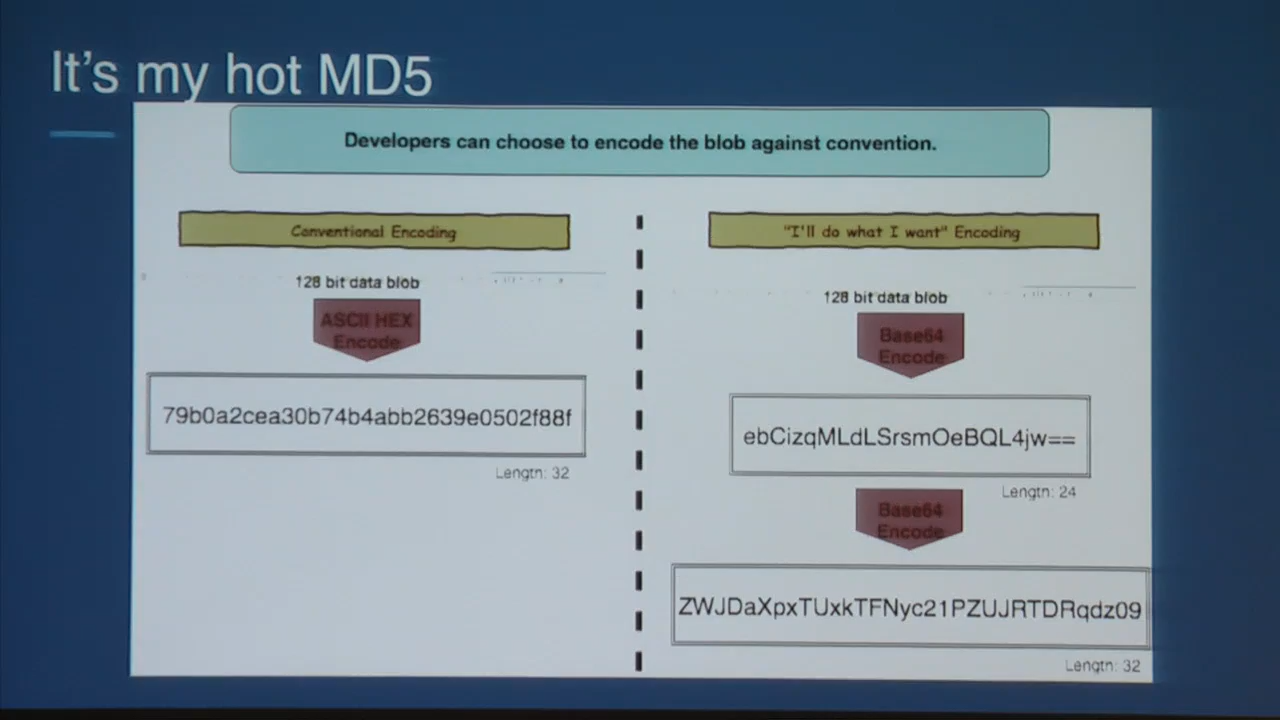 It's my hot MD5
Developers can choose to encode the blob against convention.
Conventional Encoding
128 bit data blob
ASCII HEX
Encode
79b0a2cea30b74b4abb2639e0502f88f
Length: 32
"I'll do what I want" Encoding
128 bit data blob
Base64
Encode
ebCizqMLdLSrsmOeBQL4jw==
Length: 24
Base64
Encode
ZWJDaXpxTUxkTFNyc21PZUJRTDRqdz09
Length: 32